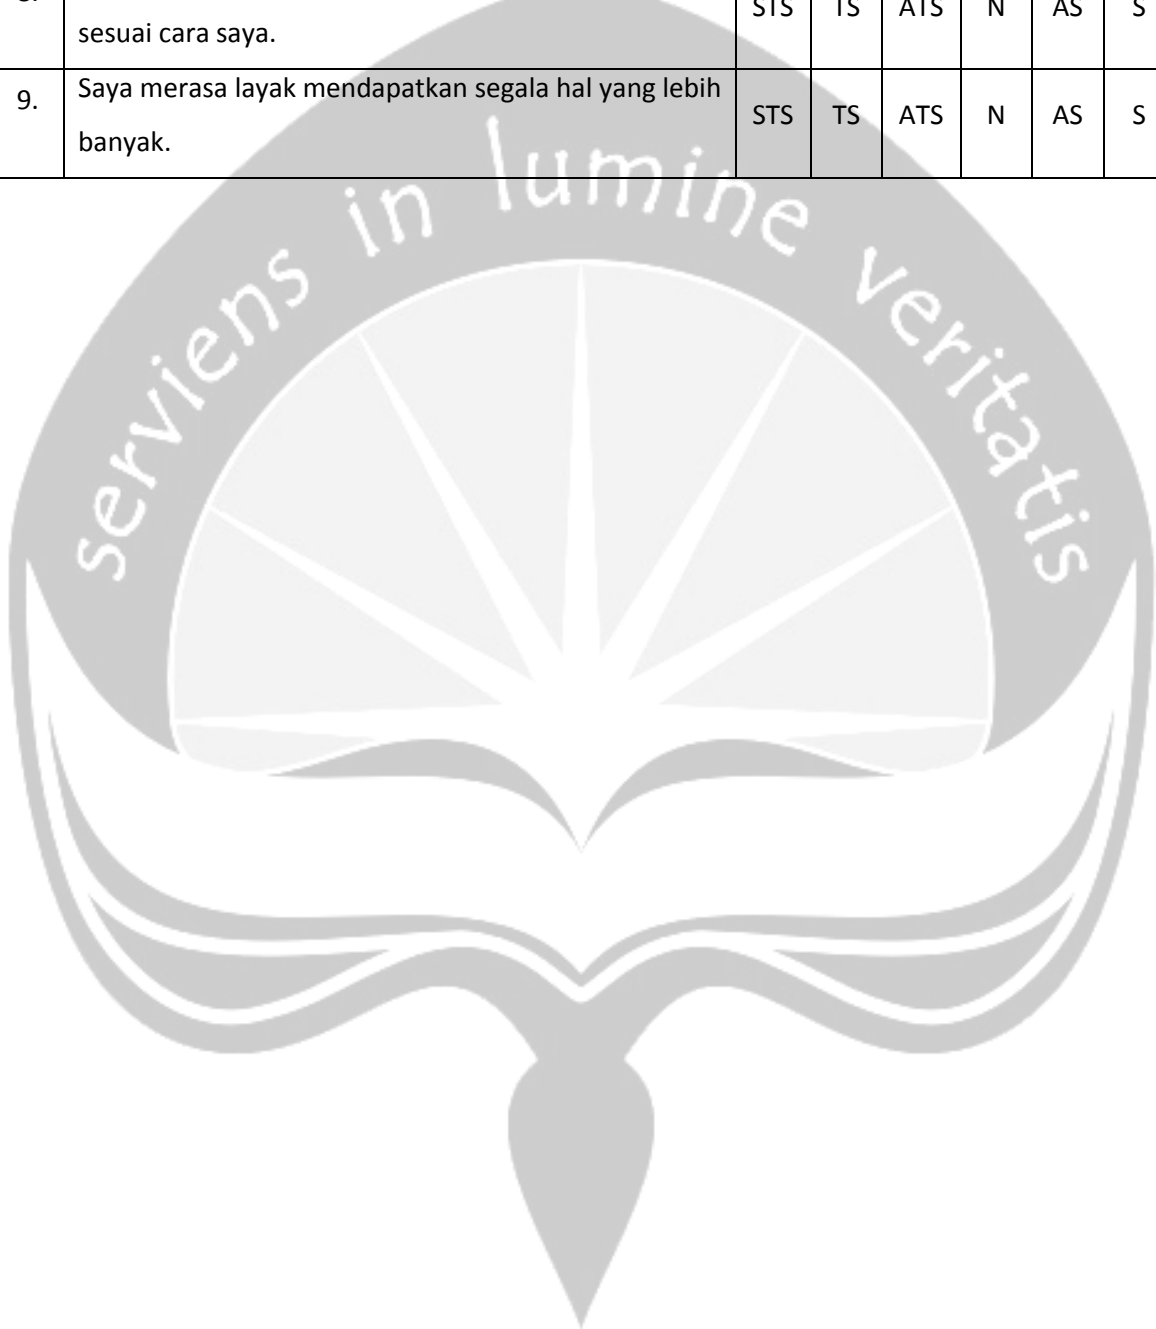 8.
STS TS ATS N AS S
sesuai cara saya.
Saya merasa layak mendapatkan segala hal yang lebih
9.
STS TS ATS N AS S
banyak.
serviens in lumine veritatis